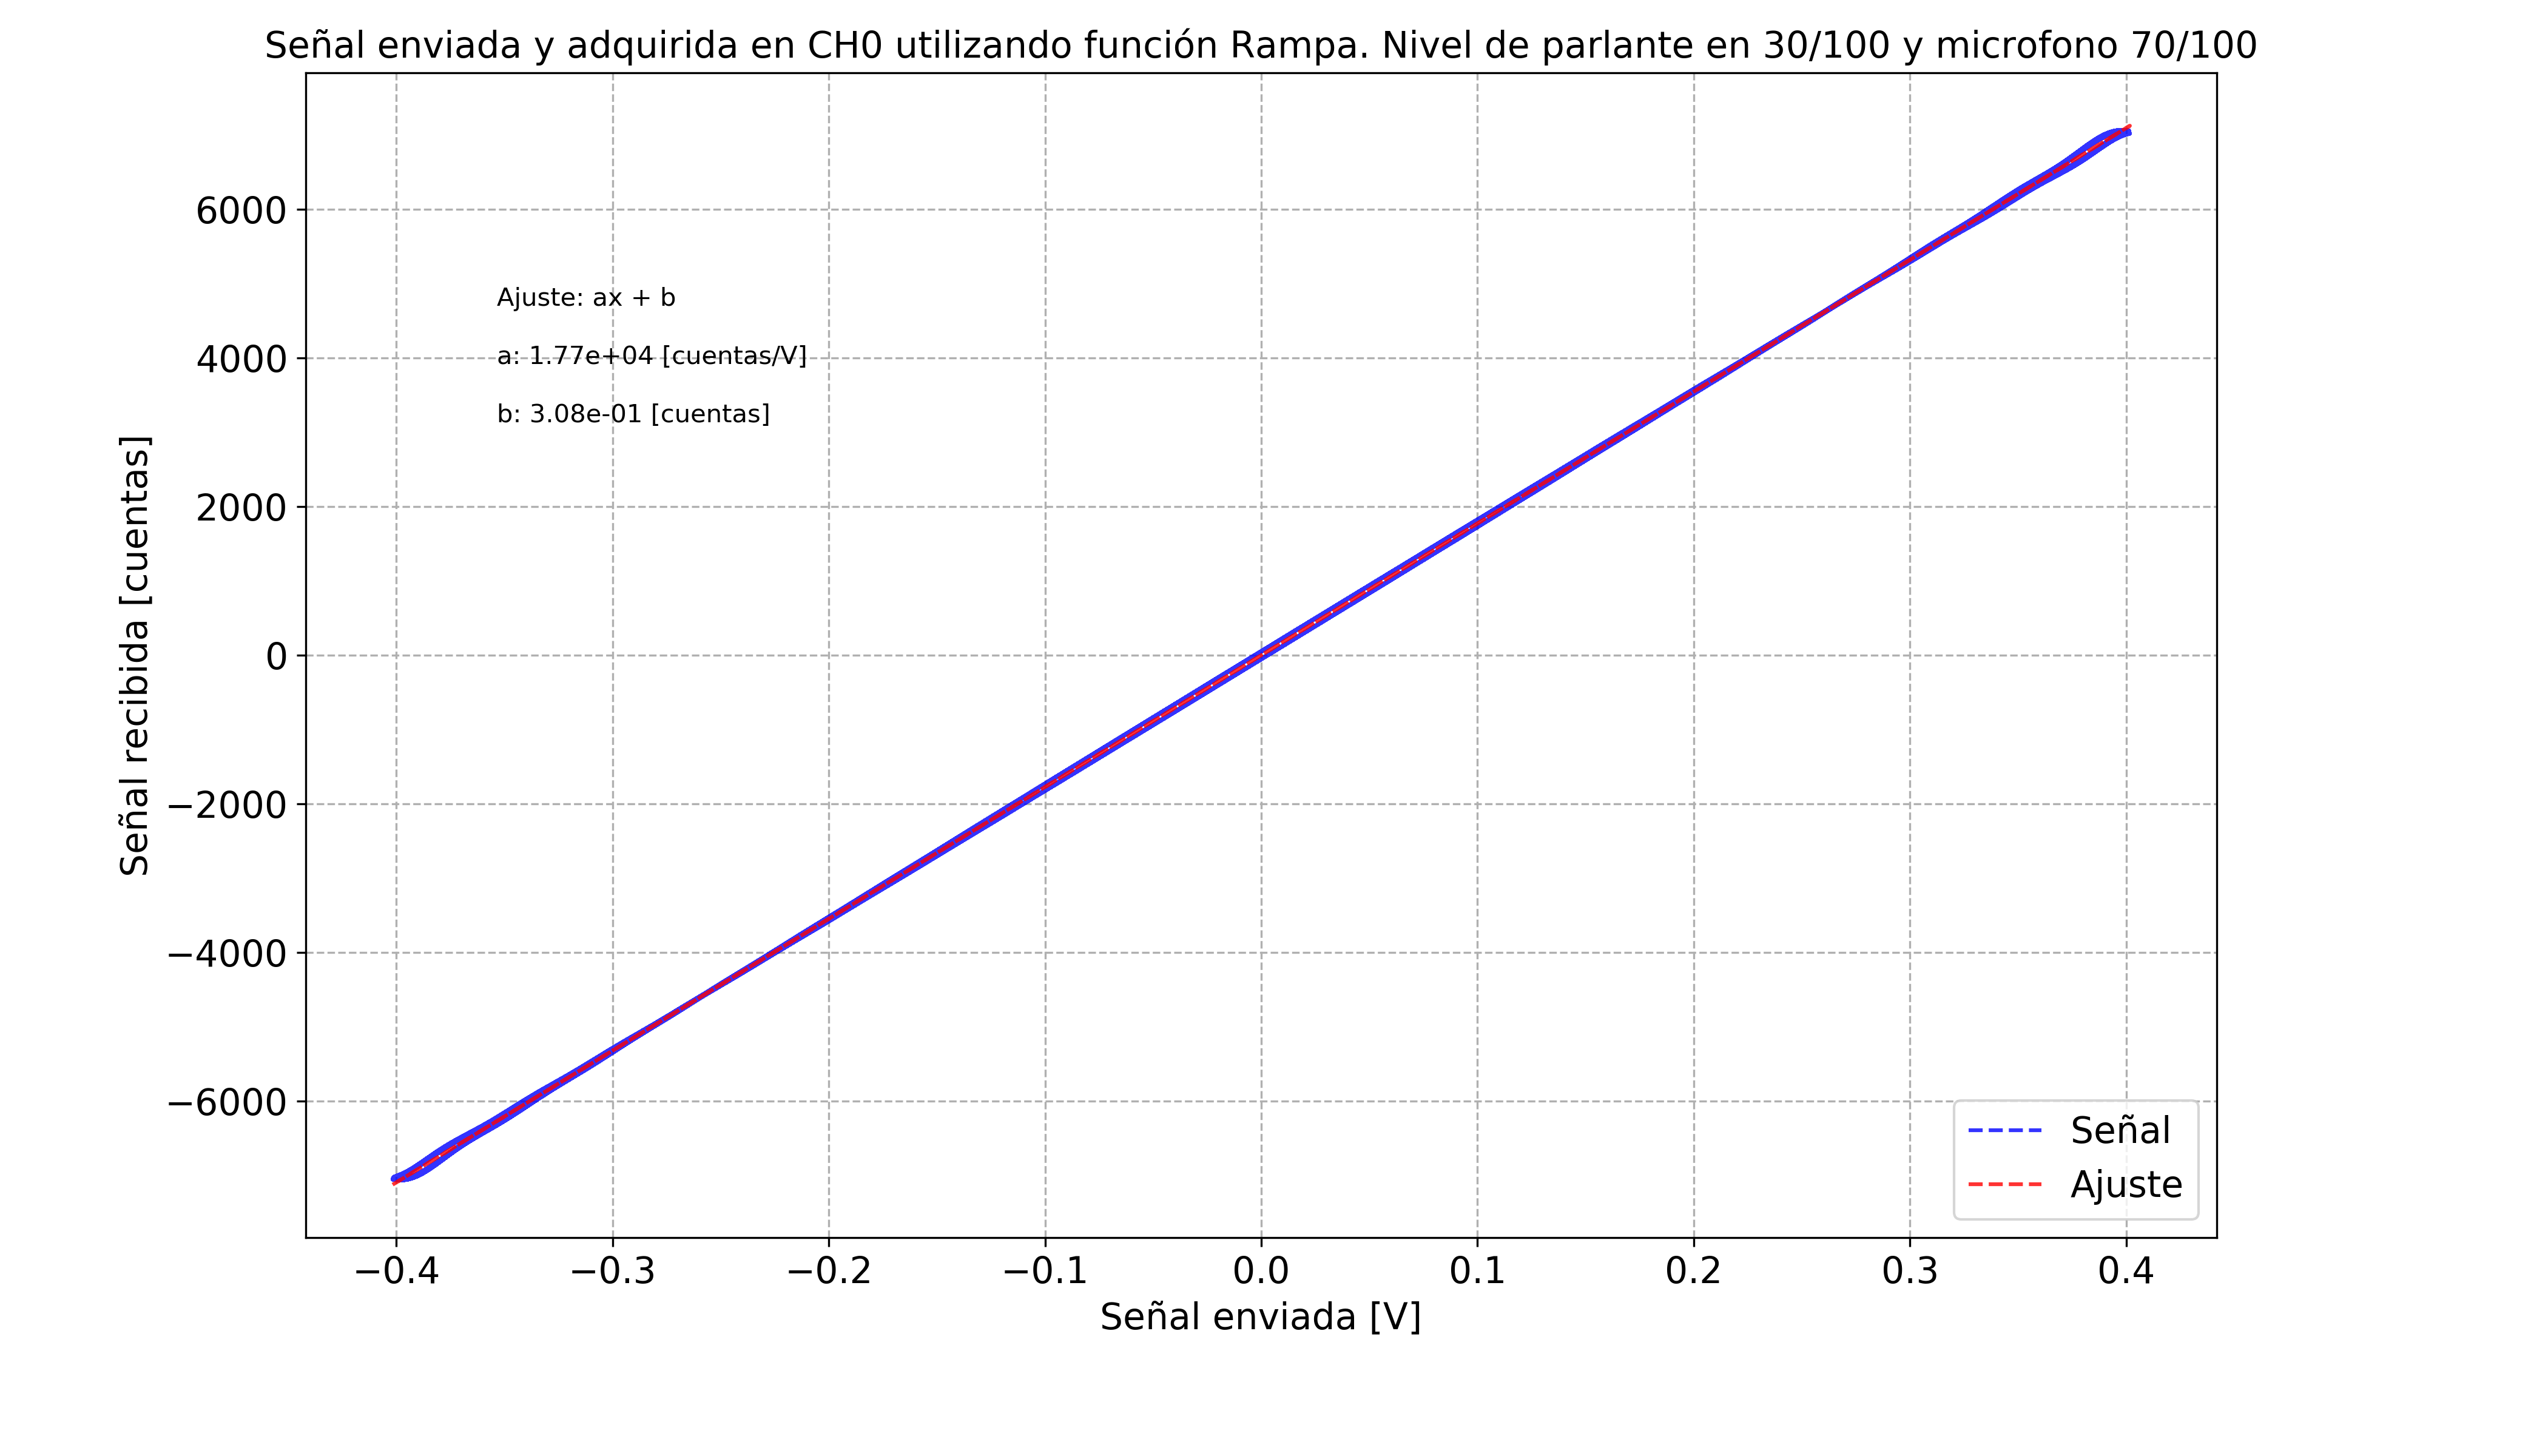 Señal enviada y adquirida en CH0 utilizando función Rampa. Nivel de parlante en 30/100 y microfono 70/100
Señal recibida [cuentas]
6000
4000
2000
0
−2000
−4000
−6000
Ajuste: ax + b
a: 1.77e+04 [cuentas/V]
b: 3.08e-01 [cuentas]
Señal
Ajuste
−0.4 −0.3 −0.2 −0.1 0.0 0.1 0.2 0.3 0.4
Señal enviada [V]